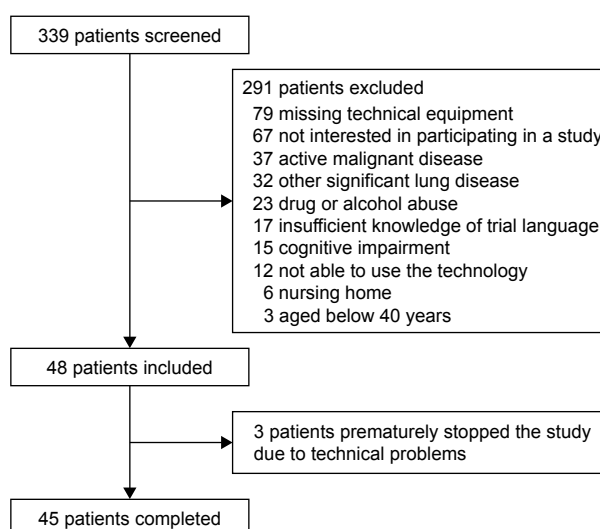 339 patients screened
291 patients excluded
79 missing technical equipment
67 not interested in participating in a study
37 active malignant disease
32 other significant lung disease
23 drug or alcohol abuse
17 insufficient knowledge of trial language
15 cognitive impairment
12 not able to use the technology
6 nursing home
3 aged below 40 years
48 patients included
3 patients prematurely stopped the study
due to technical problems
45 patients completed